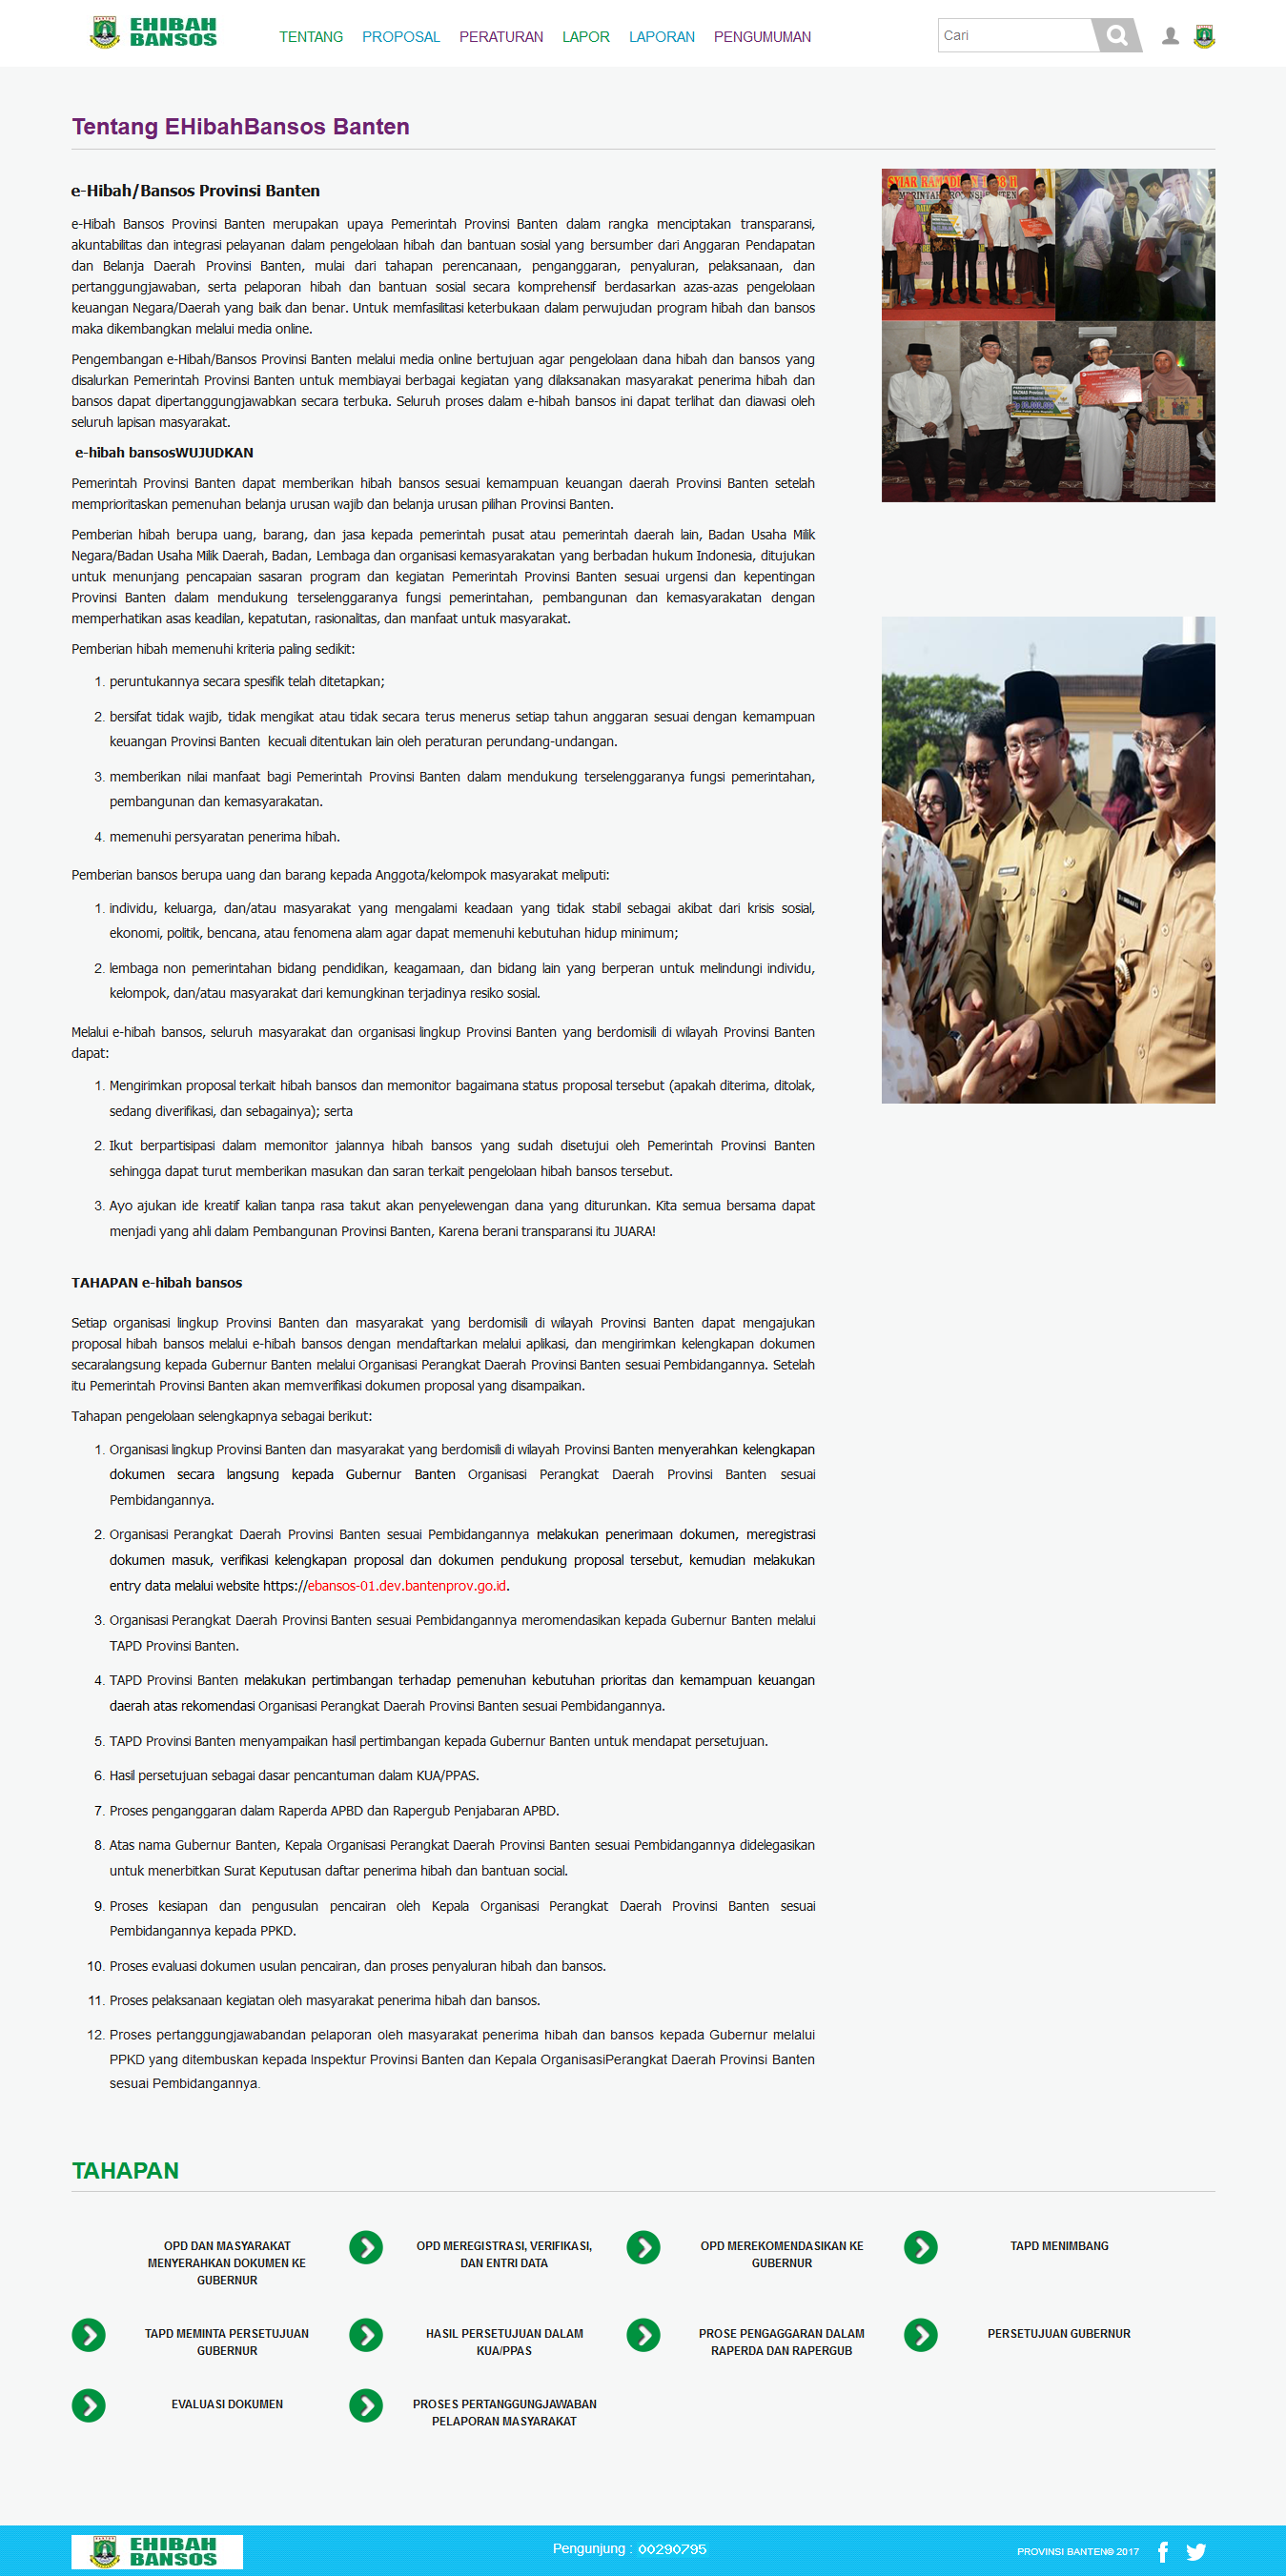 EHIBAH
BANSOS
TENTANG PROPOSAL PERATURAN LAPOR LAPORAN PENGUMUMAN
Cari
Tentang EHibahBansos Banten
e-Hibah/Bansos Provinsi Banten
e-Hibah Bansos Provinsi Banten merupakan upaya Pemerintah Provinsi Banten dalam rangka menciptakan transparansi,
akuntabilitas dan integrasi pelayanan dalam pengelolaan hibah dan bantuan sosial yang bersumber dari Anggaran Pendapatan
dan Belanja Daerah Provinsi Banten, mulai dari tahapan perencanaan, penganggaran, penyaluran, pelaksanaan, dan
pertanggungjawaban, serta pelaporan hibah dan bantuan sosial secara komprehensif berdasarkan azas-azas pengelolaan
keuangan Negara/Daerah yang baik dan benar. Untuk memfasilitasi keterbukaan dalam perwujudan program hibah dan bansos
maka dikembangkan melalui media online.
Pengembangan e-Hibah/Bansos Provinsi Banten melalui media online bertujuan agar pengelolaan dana hibah dan bansos yang
disalurkan Pemerintah Provinsi Banten untuk membiayai berbagai kegiatan yang dilaksanakan masyarakat penerima hibah dan
bansos dapat dipertanggungjawabkan secara terbuka. Seluruh proses dalam e-hibah bansos ini dapat terlihat dan diawasi oleh
seluruh lapisan masyarakat.
e-hibah bansosWUJUDKAN
Pemerintah Provinsi Banten dapat memberikan hibah bansos sesuai kemampuan keuangan daerah Provinsi Banten setelah
memprioritaskan pemenuhan belanja urusan wajib dan belanja urusan pilihan Provinsi Banten.
Pemberian hibah berupa uang, barang, dan jasa kepada pemerintah pusat atau pemerintah daerah lain, Badan Usaha Milik
Negara/Badan Usaha Milik Daerah, Badan, Lembaga dan organisasi kemasyarakatan yang berbadan hukum Indonesia, ditujukan
untuk menunjang pencapaian sasaran program dan kegiatan Pemerintah Provinsi Banten sesuai urgensi dan kepentingan
Provinsi Banten dalam mendukung terselenggaranya fungsi pemerintahan, pembangunan dan kemasyarakatan dengan
memperhatikan asas keadilan, kepatutan, rasionalitas, dan manfaat untuk masyarakat.
Pemberian hibah memenuhi kriteria paling sedikit:
1. peruntukannya secara spesifik telah ditetapkan;
2. bersifat tidak wajib, tidak mengikat atau tidak secara terus menerus setiap tahun anggaran sesuai dengan kemampuan
keuangan Provinsi Banten kecuali ditentukan lain oleh peraturan perundang-undangan.
3. memberikan nilai manfaat bagi Pemerintah Provinsi Banten dalam mendukung terselenggaranya fungsi pemerintahan,
pembangunan dan kemasyarakatan.
4. memenuhi persyaratan penerima hibah.
Pemberian bansos berupa uang dan barang kepada Anggota/kelompok masyarakat meliputi:
1. individu, keluarga, dan/atau masyarakat yang mengalami keadaan yang tidak stabil sebagai akibat dari krisis sosial,
ekonomi, politik, bencana, atau fenomena alam agar dapat memenuhi kebutuhan hidup minimum;
2. lembaga non pemerintahan bidang pendidikan, keagamaan, dan bidang lain yang berperan untuk melindungi individu,
kelompok, dan/atau masyarakat dari kemungkinan terjadinya resiko sosial.
Melalui e-hibah bansos, seluruh masyarakat dan organisasi lingkup Provinsi Banten yang berdomisili di wilayah Provinsi Banten
dapat:
1. Mengirimkan proposal terkait hibah bansos dan memonitor bagaimana status proposal tersebut (apakah diterima, ditolak,
sedang diverifikasi, dan sebagainya); serta
2. Ikut berpartisipasi dalam memonitor jalannya hibah bansos yang sudah disetujui oleh Pemerintah Provinsi Banten
sehingga dapat turut memberikan masukan dan saran terkait pengelolaan hibah bansos tersebut.
3. Ayo ajukan ide kreatif kalian tanpa rasa takut akan penyelewengan dana yang diturunkan. Kita semua bersama dapat
menjadi yang ahli dalam Pembangunan Provinsi Banten, Karena berani transparansi itu JUARA!
TAHAPAN e-hibah bansos
Setiap organisasi lingkup Provinsi Banten dan masyarakat yang berdomisili di wilayah Provinsi Banten dapat mengajukan
proposal hibah bansos melalui e-hibah bansos dengan mendaftarkan melalui aplikasi, dan mengirimkan kelengkapan dokumen
secaralangsung kepada Gubernur Banten melalui Organisasi Perangkat Daerah Provinsi Banten sesuai Pembidangannya. Setelah
itu Pemerintah Provinsi Banten akan memverifikasi dokumen proposal yang disampaikan.
Tahapan pengelolaan selengkapnya sebagai berikut:
1. Organisasi lingkup Provinsi Banten dan masyarakat yang berdomisili di wilayah Provinsi Banten menyerahkan kelengkapan
dokumen secara langsung kepada Gubernur Banten Organisasi Perangkat Daerah Provinsi Banten sesuai
Pembidangannya.
2. Organisasi Perangkat Daerah Provinsi Banten sesuai Pembidangannya melakukan penerimaan dokumen, meregistrasi
dokumen masuk, verifikasi kelengkapan proposal dan dokumen pendukung proposal tersebut, kemudian melakukan
entry data melalui website https://ebansos-01.dev.bantenprov.go.id.
3. Organisasi Perangkat Daerah Provinsi Banten sesuai Pembidangannya meromendasikan kepada Gubernur Banten melalui
TAPD Provinsi Banten.
4. TAPD Provinsi Banten melakukan pertimbangan terhadap pemenuhan kebutuhan prioritas dan kemampuan keuangan
daerah atas rekomendasi Organisasi Perangkat Daerah Provinsi Banten sesuai Pembidangannya.
5. TAPD Provinsi Banten menyampaikan hasil pertimbangan kepada Gubernur Banten untuk mendapat persetujuan.
6. Hasil persetujuan sebagai dasar pencantuman dalam KUA/PPAS.
7. Proses penganggaran dalam Raperda APBD dan Rapergub Penjabaran APBD.
8. Atas nama Gubernur Banten, Kepala Organisasi Perangkat Daerah Provinsi Banten sesuai Pembidangannya didelegasikan
untuk menerbitkan Surat Keputusan daftar penerima hibah dan bantuan social.
9. Proses kesiapan dan pengusulan pencairan oleh Kepala Organisasi Perangkat Daerah Provinsi Banten sesuai
Pembidangannya kepada PPKD.
10. Proses evaluasi dokumen usulan pencairan, dan proses penyaluran hibah dan bansos.
11. Proses pelaksanaan kegiatan oleh masyarakat penerima hibah dan bansos.
12. Proses pertanggungjawabandan pelaporan oleh masyarakat penerima hibah dan bansos kepada Gubernur melalui
PPKD yang ditembuskan kepada Inspektur Provinsi Banten dan Kepala OrganisasiPerangkat Daerah Provinsi Banten
sesuai Pembidangannya.
TAHAPAN
OPD DAN MASYARAKAT
MENYERAHKAN DOKUMEN KE
GUBERNUR
OPD MEREGISTRASI, VERIFIKASI,
DAN ENTRI DATA
OPD MEREKOMENDASIKAN KE
GUBERNUR
TAPD MENIMBANG
TAPD MEMINTA PERSETUJUAN
GUBERNUR
HASIL PERSETUJUAN DALAM
KUA/PPAS
PROSE PENGAGGARAN DALAM
RAPERDA DAN RAPERGUB
PERSETUJUAN GUBERNUR
EVALUASI DOKUMEN
PROSES PERTANGGUNGJAWABAN
PELAPORAN MASYARAKAT
EHIBAH
BANSOS
Pengunjung : 00290795
PROVINSI BANTEN© 2017